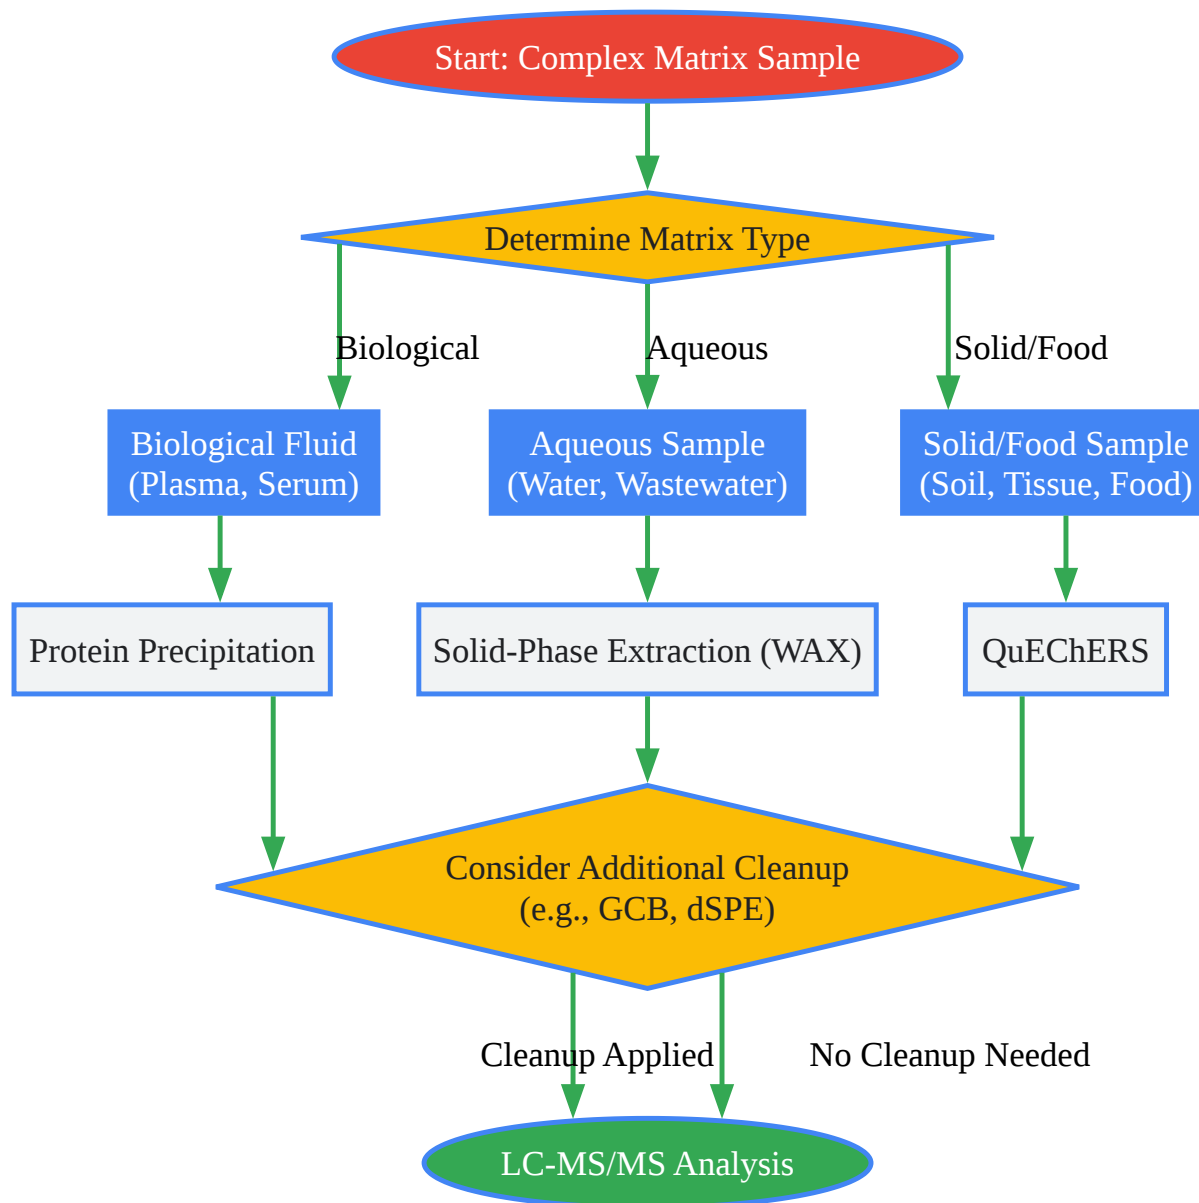 Start: Complex Matrix Sample
Determine Matrix Type
Biological
Aqueous
Solid/Food
Biological Fluid
(Plasma, Serum)
Aqueous Sample
(Water, Wastewater)
Solid/Food Sample
(Soil, Tissue, Food)
Protein Precipitation
Solid-Phase Extraction (WAX)
QuEChERS
Consider Additional Cleanup
(e.g., GCB, dSPE)
Cleanup Applied
No Cleanup Needed
LC-MS/MS Analysis